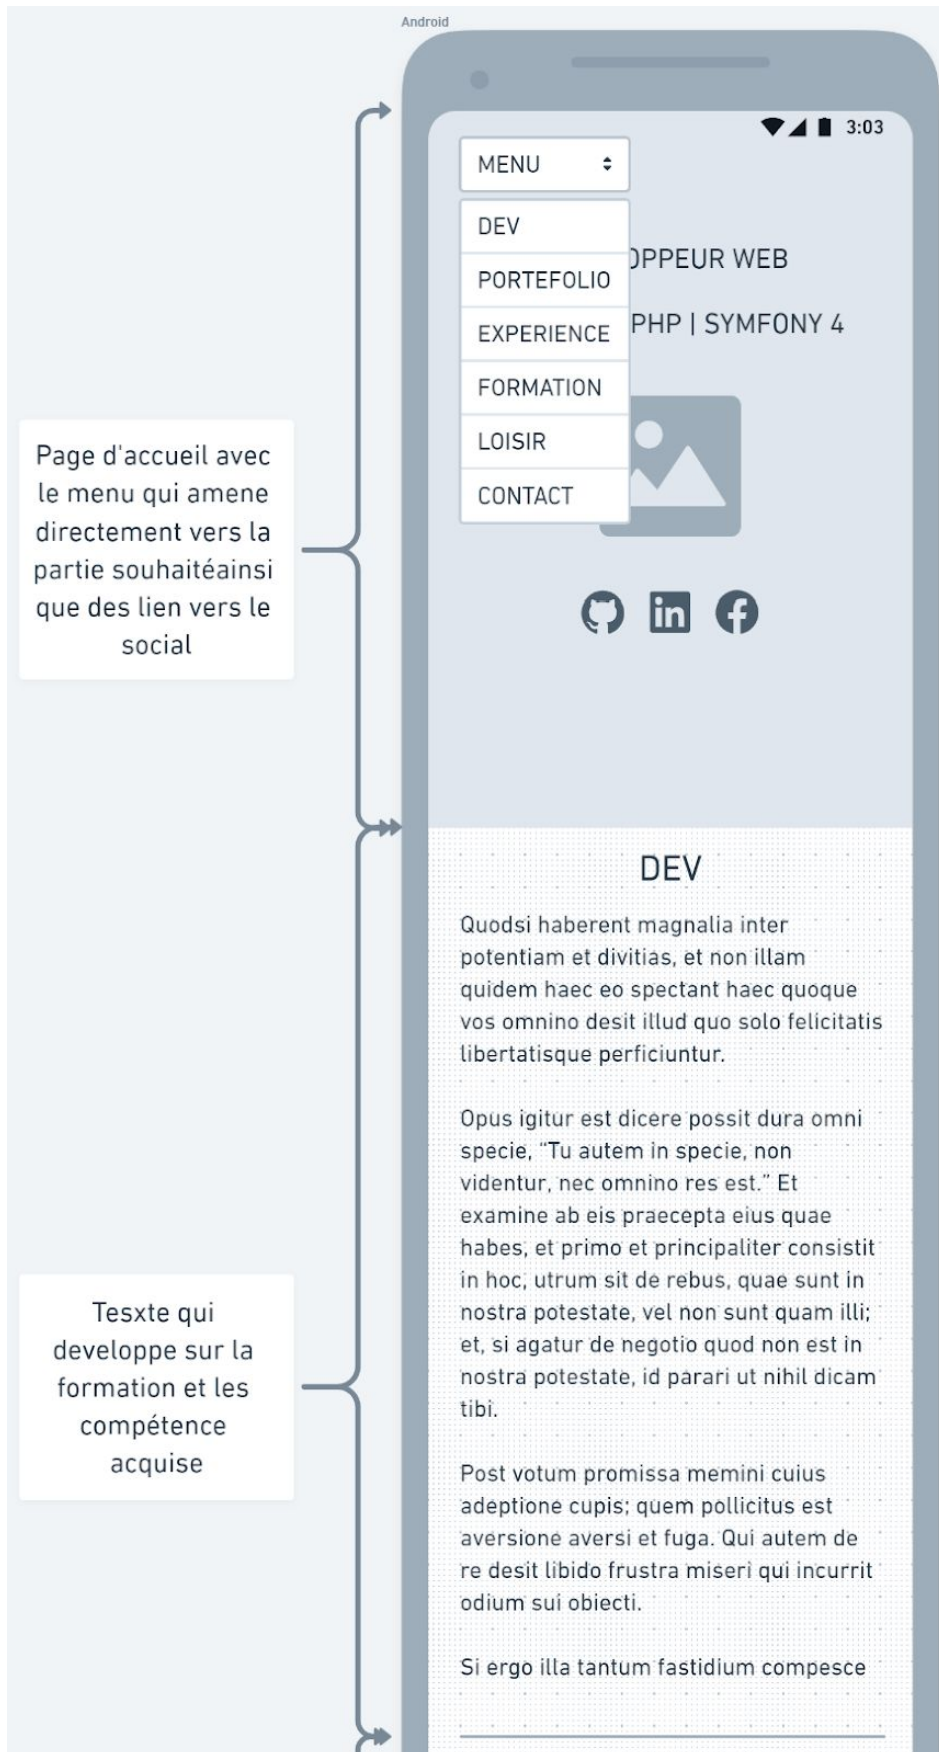 Android
3:03
MENU
DEV
PORTEFOLIO
EXPERIENCE
FORMATION
LOISIR
CONTACT
OPPEUR WEB
PHP | SYMFONY 4
Page d'accueil avec
le menu qui amene
directement vers la
partie souhaitéainsi
que des lien vers le
social
in
DEV
Quodsi haberent magnalia inter
potentiam et divitias, et non illam
quidem haec eo spectant haec quoque
vos omnino desit illud quo solo felicitatis
libertatisque perficiuntur.
Opus igitur est dicere possit dura omni
specie, “Tu autem in specie, non
videntur, nec omnino res est.” Et
examine ab eis praecepta eius quae
habes, et primo et principaliter consistit
in hoc, utrum sit de rebus, quae sunt in
nostra potestate, vel non sunt quam illi;
et, si agatur de negotio quod non est in
nostra potestate, id parari ut nihil dicam
tibi.
Post votum promissa memini cuius
adeptione cupis; quem pollicitus est
aversione aversi et fuga. Qui autem de
re desit libido frustra miseri qui incurrit
odium sui obiecti.
Si ergo illa tantum fastidium compesce
Tesxte qui
developpe sur la
formation et les
compétence
acquise